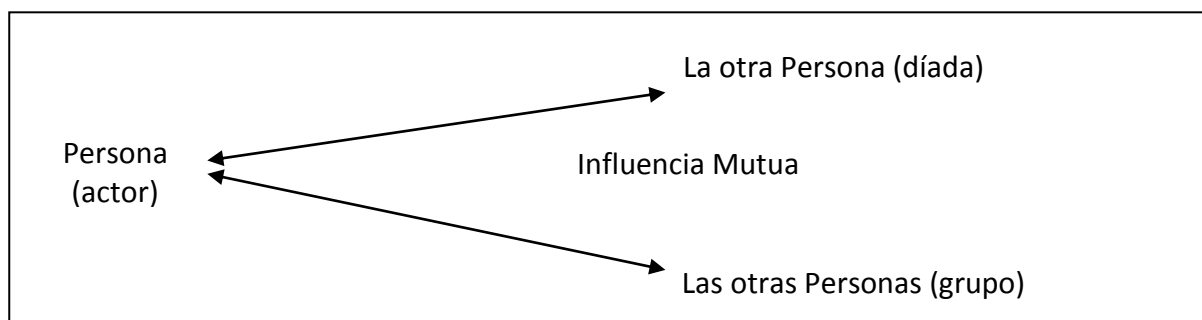 La otra Persona (díada)
Persona
(actor)
Influencia Mutua
Las otras Personas (grupo)